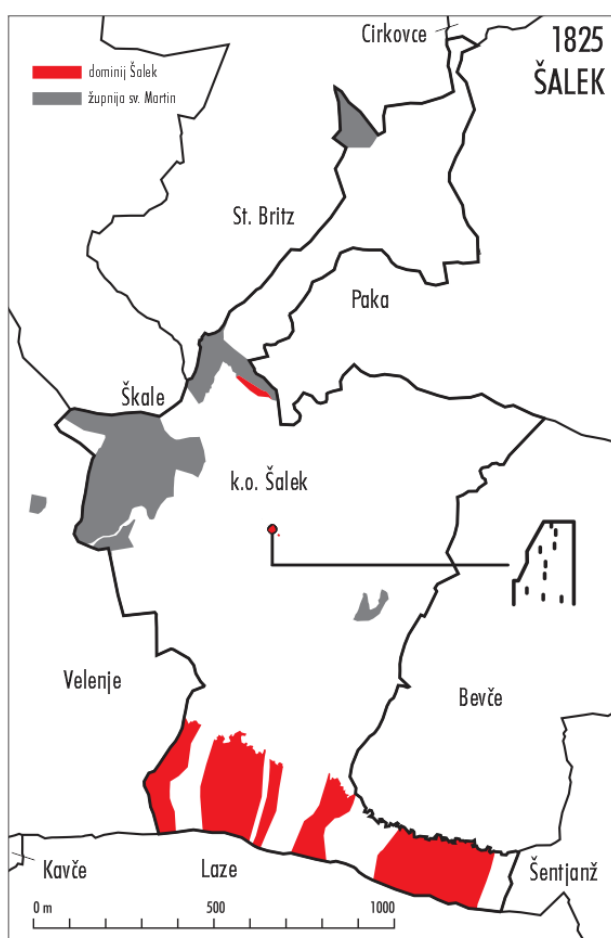 Cirkovce
1825
ŠALEK
dominij Šalek
župnija sv. Martin
St. Britz
Paka
Škale
k.o. Šalek
Velenje
Bevče
Kavče
Laze
Šentjanž
0 m
500
1000